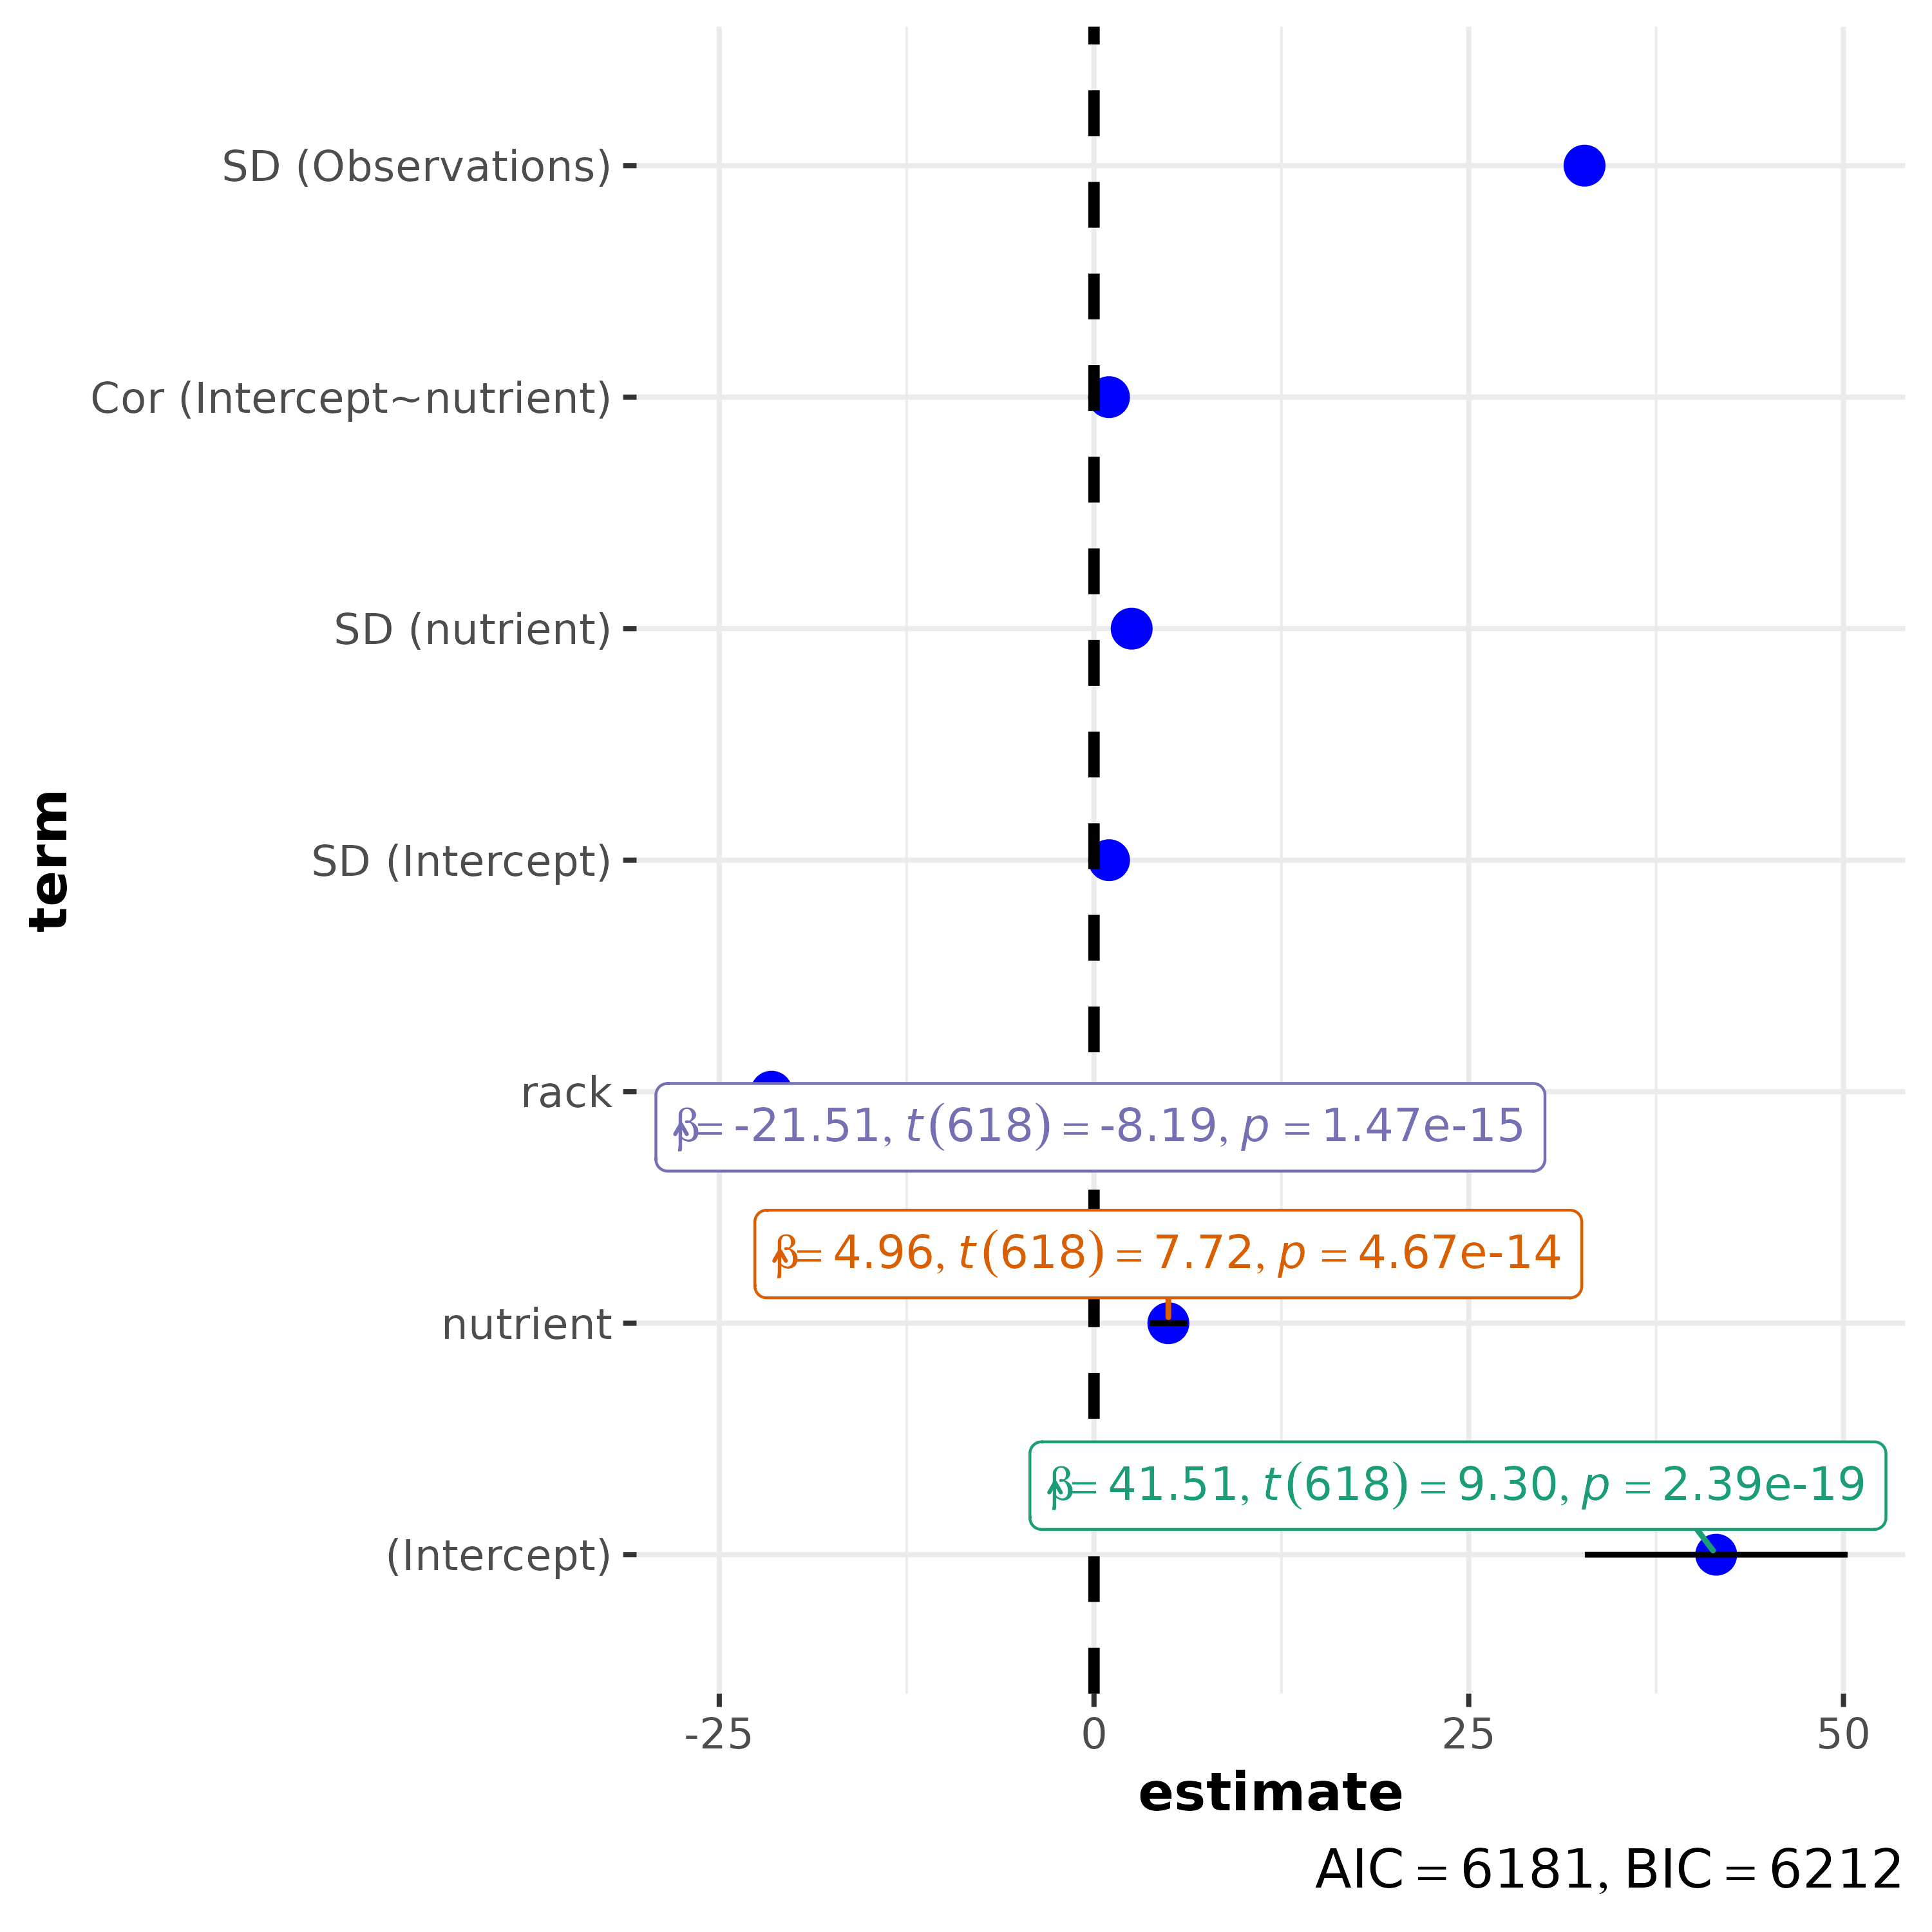 SD (Observations)
Cor (Intercept~nutrient)
SD (nutrient)
SD (Intercept)
term
rack
β̂ = -21.51, t(618) = -8.19, p = 1.47e-15
β̂ = 4.96, t(618) = 7.72, p = 4.67e-14
nutrient
β̂ = 41.51, t(618) = 9.30, p = 2.39e-19
(Intercept)
-25 0 25 50
estimate
AIC = 6181, BIC = 6212